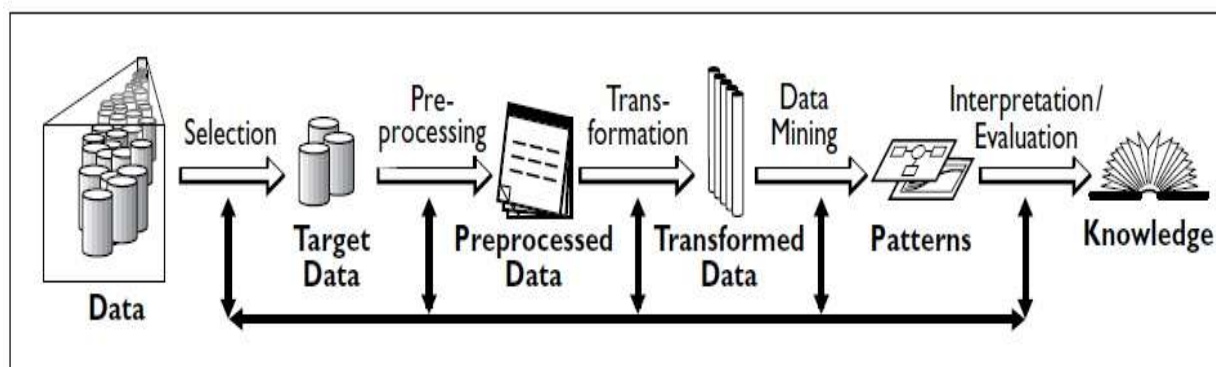 Selection
Pre-
processing
Trans-
formation
Data
Mining
Interpretation/
Evaluation
Data
Target
Data
Preprocessed
Data
Transformed
Data
Patterns
Knowledge